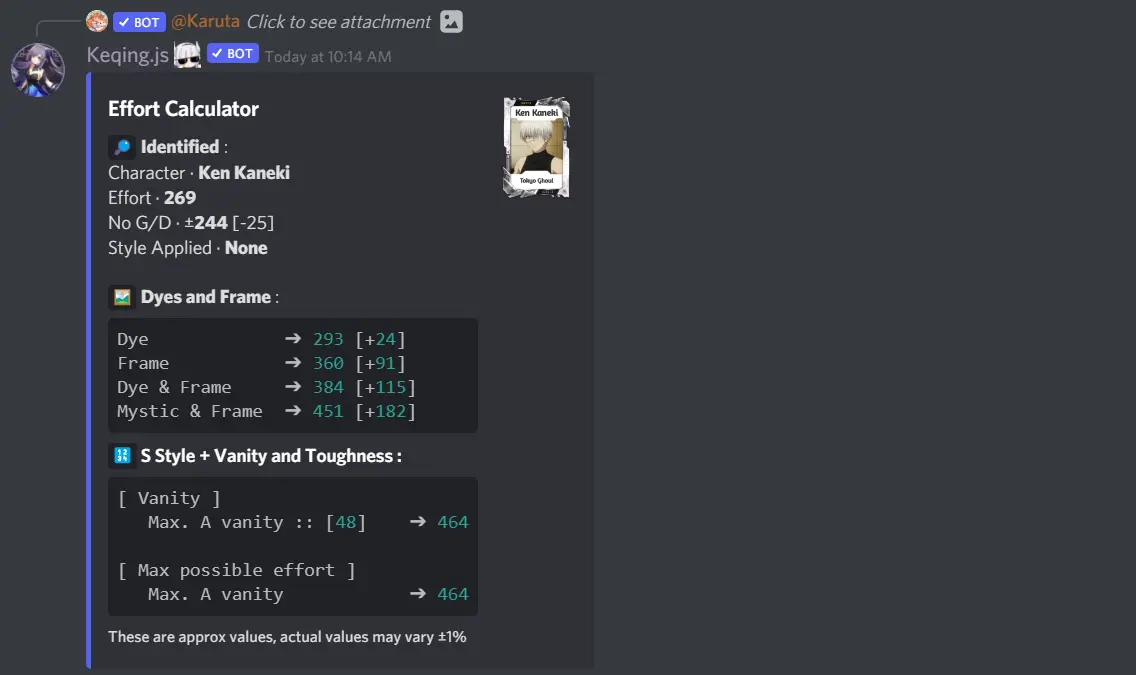 ✓ BOT @Karuta Click to see attachment
Keqing.js ✓ BOT Today at 10:14 AM
Effort Calculator
Ken Kaneki
Tokyo Ghoul
Identified :
Character · Ken Kaneki
Effort · 269
No G/D · ±244 [-25]
Style Applied · None
Dyes and Frame :
Dye ➔ 293 [+24]
Frame ➔ 360 [+91]
Dye & Frame ➔ 384 [+115]
Mystic & Frame ➔ 451 [+182]
S Style + Vanity and Toughness :
[ Vanity ]
Max. A vanity :: [48] ➔ 464
[ Max possible effort ]
Max. A vanity ➔ 464
These are approx values, actual values may vary ±1%